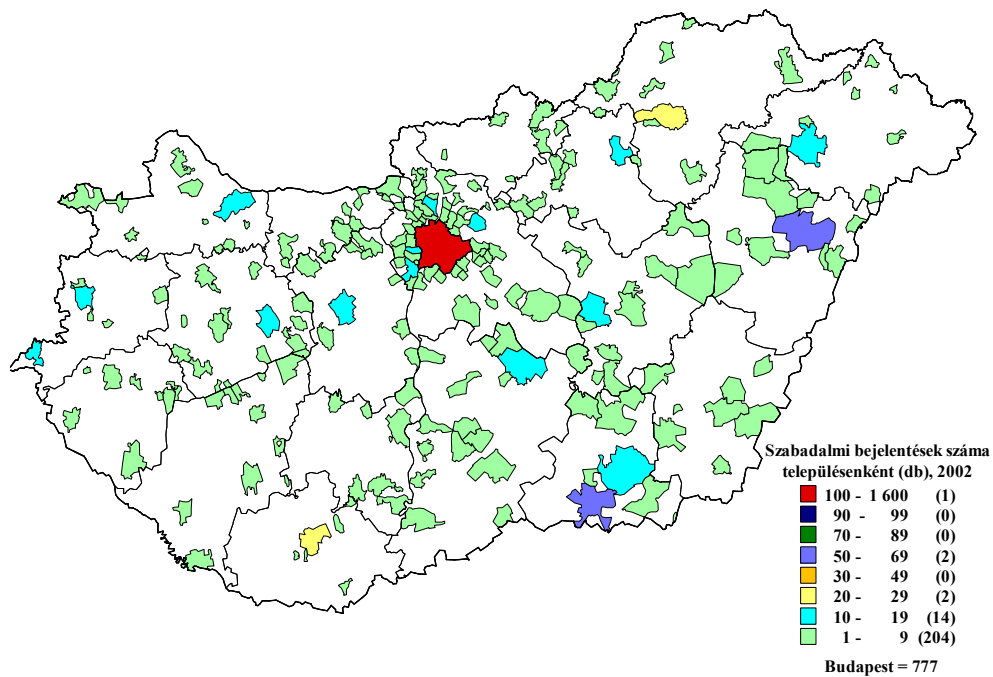 Szabadalmi bejelentések száma
településenként (db), 2002
100 - 1 600 (1)
90 - 99 (0)
70 - 89 (0)
50 - 69 (2)
30 - 49 (0)
20 - 29 (2)
10 - 19 (14)
1 - 9 (204)
Budapest = 777